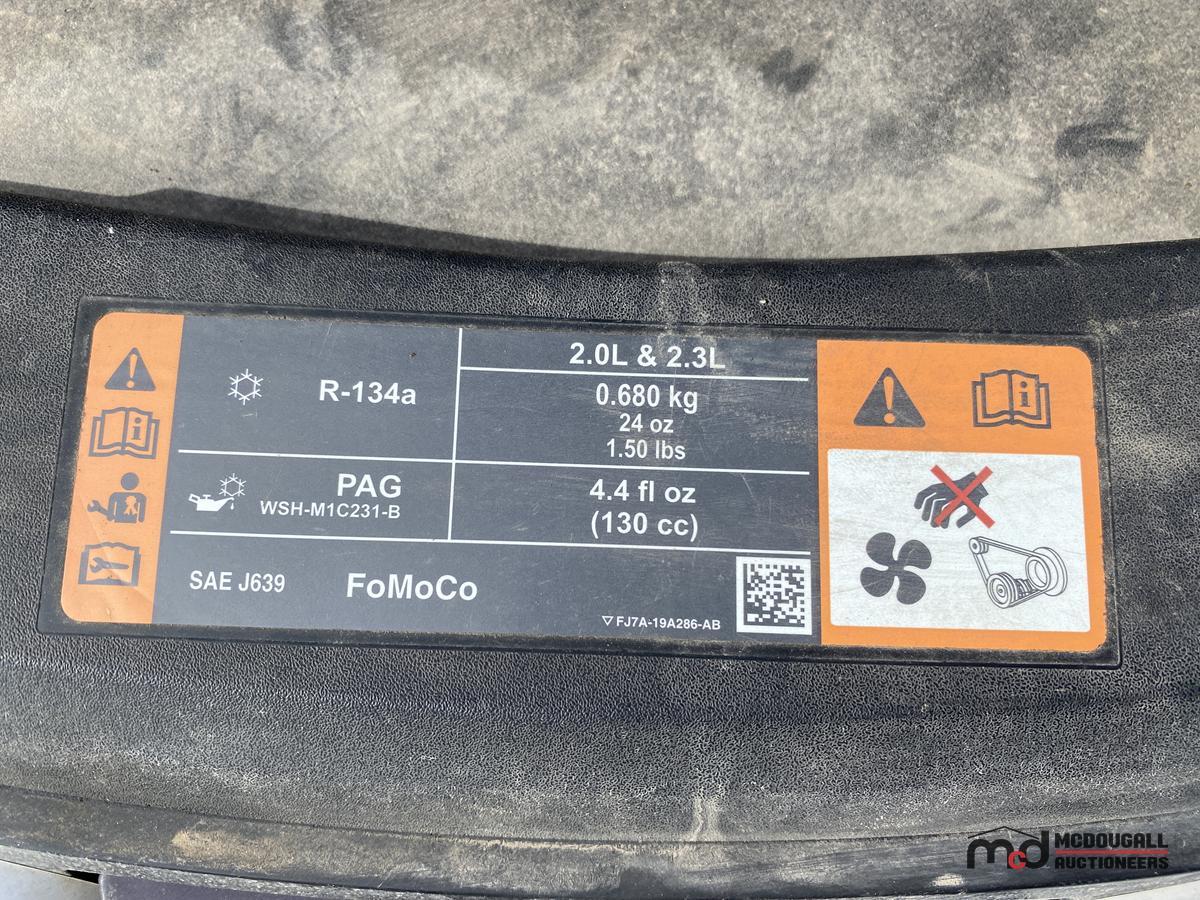 R-134a
2.0L & 2.3L
0.680 kg
24 oz
1.50 lbs
PAG
WSH-M1C231-B
4.4 fl oz
(130 cc)
SAE J639 FoMoCo
FJ7A-19A286-AB
mcd MCDOUGALL
AUCTIONEERS